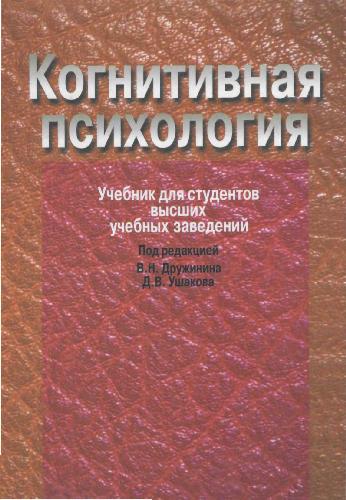 Когнитивная
психология
Учебник для студентов
высших
учебных заведений
Под редакцией
В.Н. Дружинина
Д.В. Ушакова